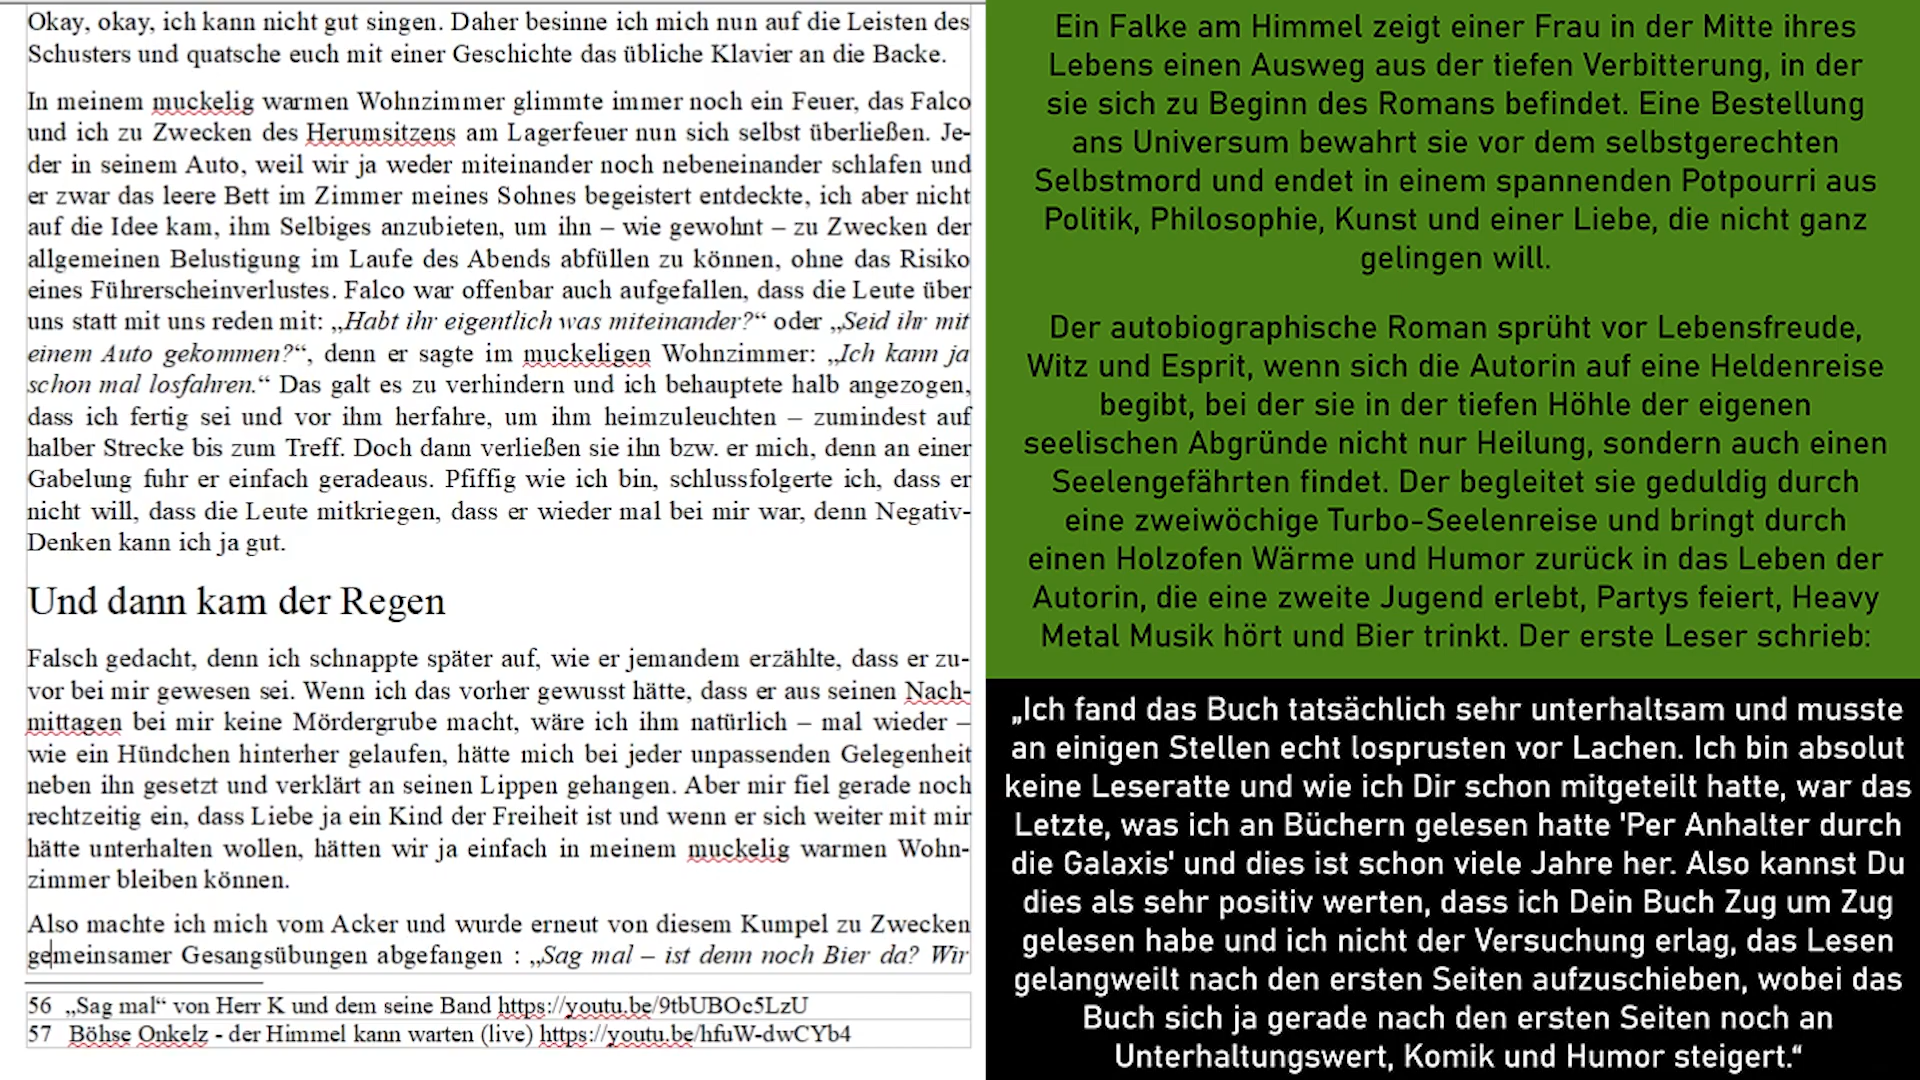 Okay, okay, ich kann nicht gut singen. Daher besinne ich mich nun auf die Leisten des
Schusters und quatsche euch mit einer Geschichte das übliche Klavier an die Backe.
In meinem muckelig warmen Wohnzimmer glimmte immer noch ein Feuer, das Falco
und ich zu Zwecken des Herumsitzens am Lagerfeuer nun sich selbst überließen. Je-
der in seinem Auto, weil wir ja weder miteinander noch nebeneinander schlafen und
er zwar das leere Bett im Zimmer meines Sohnes begeistert entdeckte, ich aber nicht
auf die Idee kam, ihm Selbiges anzubieten, um ihn – wie gewohnt – zu Zwecken der
allgemeinen Belustigung im Laufe des Abends abfüllen zu können, ohne das Risiko
eines Führerscheinverlustes. Falco war offenbar auch aufgefallen, dass die Leute über
uns statt mit uns reden mit: „Habt ihr eigentlich was miteinander?“ oder „Seid ihr mit
einem Auto gekommen?“, denn er sagte im muckeligen Wohnzimmer: „Ich kann ja
schon mal losfahren.“ Das galt es zu verhindern und ich behauptete halb angezogen,
dass ich fertig sei und vor ihm herfahre, um ihm heimzuleuchten – zumindest auf
halber Strecke bis zum Treff. Doch dann verließen sie ihn bzw. er mich, denn an einer
Gabelung fuhr er einfach geradeaus. Pfiffig wie ich bin, schlussfolgerte ich, dass er
nicht will, dass die Leute mitkriegen, dass er wieder mal bei mir war, denn Negativ-
Denken kann ich ja gut.
Und dann kam der Regen
Falsch gedacht, denn ich schnappte später auf, wie er jemandem erzählte, dass er zu-
vor bei mir gewesen sei. Wenn ich das vorher gewusst hätte, dass er aus seinen Nach-
mittagen bei mir keine Mördergrube macht, wäre ich ihm natürlich – mal wieder –
wie ein Hündchen hinterher gelaufen, hätte mich bei jeder unpassenden Gelegenheit
neben ihn gesetzt und verklärt an seinen Lippen gehangen. Aber mir fiel gerade noch
rechtzeitig ein, dass Liebe ja ein Kind der Freiheit ist und wenn er sich weiter mit mir
hätte unterhalten wollen, hätten wir ja einfach in meinem muckelig warmen Wohn-
zimmer bleiben können.
Also machte ich mich vom Acker und wurde erneut von diesem Kumpel zu Zwecken
gemeinsamer Gesangsübungen abgefangen : „Sag mal – ist denn noch Bier da? Wir
56 „Sag mal“ von Herr K und dem seine Band https://youtu.be/9tbUBOc5LzU
57 Böhse Onkelz - der Himmel kann warten (live) https://youtu.be/hfuW-dwCYb4
Ein Falke am Himmel zeigt einer Frau in der Mitte ihres
Lebens einen Ausweg aus der tiefen Verbitterung, in der
sie sich zu Beginn des Romans befindet. Eine Bestellung
ans Universum bewahrt sie vor dem selbstgerechten
Selbstmord und endet in einem spannenden Potpourri aus
Politik, Philosophie, Kunst und einer Liebe, die nicht ganz
gelingen will.
Der autobiographische Roman sprüht vor Lebensfreude,
Witz und Esprit, wenn sich die Autorin auf eine Heldenreise
begibt, bei der sie in der tiefen Höhle der eigenen
seelischen Abgründe nicht nur Heilung, sondern auch einen
Seelengefährten findet. Der begleitet sie geduldig durch
eine zweiwöchige Turbo-Seelenreise und bringt durch
einen Holzofen Wärme und Humor zurück in das Leben der
Autorin, die eine zweite Jugend erlebt, Partys feiert, Heavy
Metal Musik hört und Bier trinkt. Der erste Leser schrieb:
„Ich fand das Buch tatsächlich sehr unterhaltsam und musste
an einigen Stellen echt losprusten vor Lachen. Ich bin absolut
keine Leseratte und wie ich Dir schon mitgeteilt hatte, war das
Letzte, was ich an Büchern gelesen hatte 'Per Anhalter durch
die Galaxis' und dies ist schon viele Jahre her. Also kannst Du
dies als sehr positiv werten, dass ich Dein Buch Zug um Zug
gelesen habe und ich nicht der Versuchung erlag, das Lesen
gelangweilt nach den ersten Seiten aufzuschieben, wobei das
Buch sich ja gerade nach den ersten Seiten noch an
Unterhaltungswert, Komik und Humor steigert.“